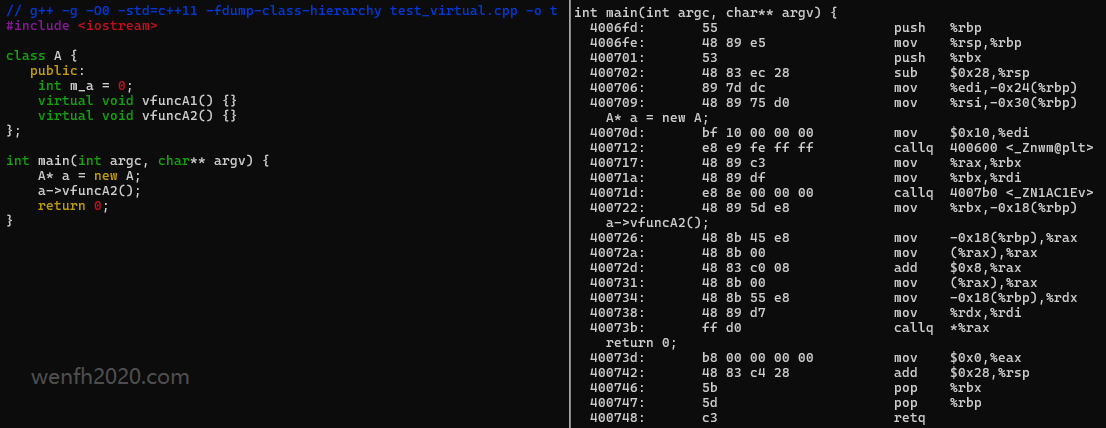 // g++ -g -O0 -std=c++11 -fdump-class-hierarchy test_virtual.cpp -o t
#include <iostream>

class A {
   public:
    int m_a = 0;
    virtual void vfuncA1() {}
    virtual void vfuncA2() {}
};

int main(int argc, char** argv) {
    A* a = new A;
    a->vfuncA2();
    return 0;
}
wenfh2020.com
int main(int argc, char** argv) {
  4006fd:       55                      push   %rbp
  4006fe:       48 89 e5                mov    %rsp,%rbp
  400701:       53                      push   %rbx
  400702:       48 83 ec 28             sub    $0x28,%rsp
  400706:       89 7d dc                mov    %edi,-0x24(%rbp)
  400709:       48 89 75 d0             mov    %rsi,-0x30(%rbp)
    A* a = new A;
  40070d:       bf 10 00 00 00          mov    $0x10,%edi
  400712:       e8 e9 fe ff ff          callq  400600 <_Znwm@plt>
  400717:       48 89 c3                mov    %rax,%rbx
  40071a:       48 89 df                mov    %rbx,%rdi
  40071d:       e8 8e 00 00 00          callq  4007b0 <_ZN1AC1Ev>
  400722:       48 89 5d e8             mov    %rbx,-0x18(%rbp)
    a->vfuncA2();
  400726:       48 8b 45 e8             mov    -0x18(%rbp),%rax
  40072a:       48 8b 00                mov    (%rax),%rax
  40072d:       48 83 c0 08             add    $0x8,%rax
  400731:       48 8b 00                mov    (%rax),%rax
  400734:       48 8b 55 e8             mov    -0x18(%rbp),%rdx
  400738:       48 89 d7                mov    %rdx,%rdi
  40073b:       ff d0                   callq  *%rax
    return 0;
  40073d:       b8 00 00 00 00          mov    $0x0,%eax
  400742:       48 83 c4 28             add    $0x28,%rsp
  400746:       5b                      pop    %rbx
  400747:       5d                      pop    %rbp
  400748:       c3                      retq